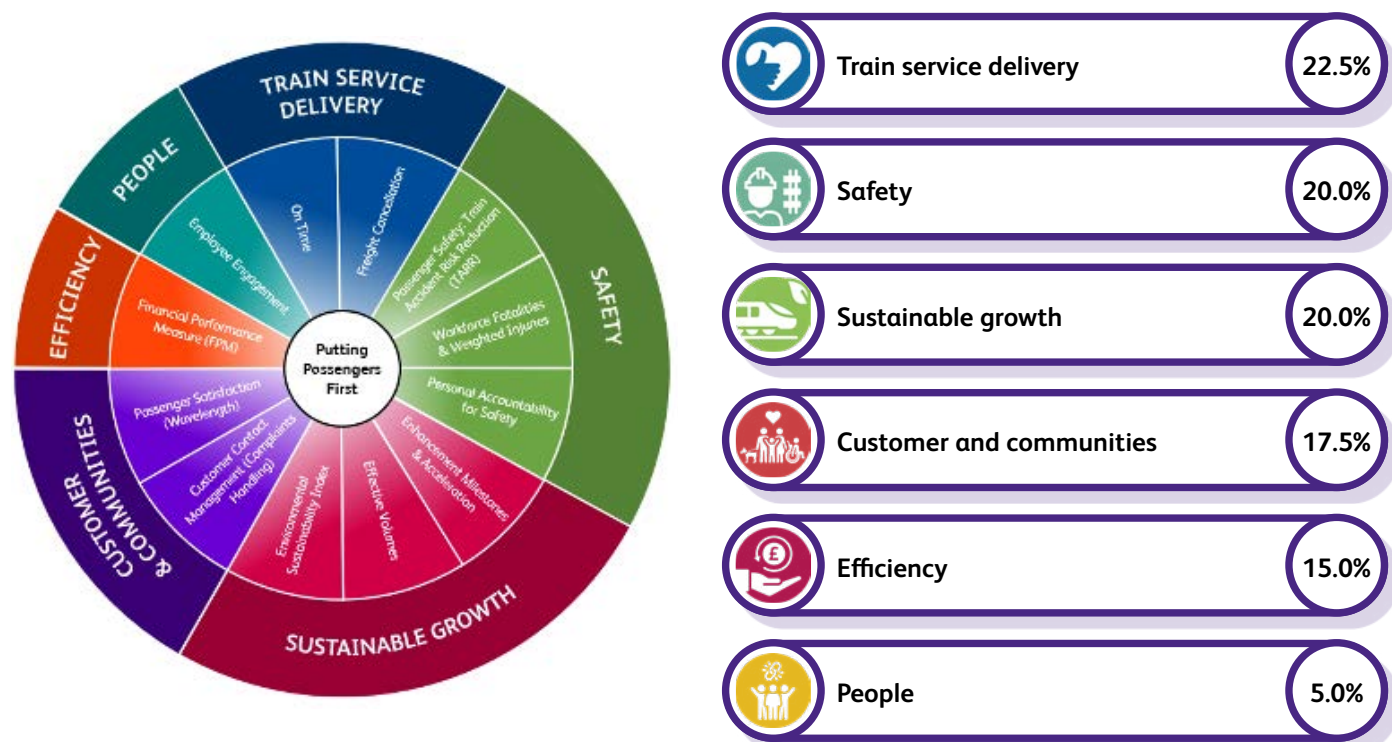 TRAIN SERVICE
DELIVERY
PEOPLE
EFFICIENCY
CUSTOMER
& COMMUNITIES
SAFETY
SUSTAINABLE GROWTH
On Time
Freight Cancellation
Employee Engagement
Financial Performance
Measure (FPM)
Passenger Satisfaction
(Wavelength)
Customer Contact
Management (Complaints
Handling)
Environmental
Sustainability Index
Effective Volumes
Enhancement Milestones
& Acceleration
Personal Accountability
for Safety
Workforce Fatalities
& Weighted Injuries
Passenger Safety: Train
Accident Risk Reduction
(TARR)
Putting
Passengers
First
Train service delivery 22.5%
Safety 20.0%
Sustainable growth 20.0%
Customer and communities 17.5%
£
Efficiency 15.0%
People 5.0%